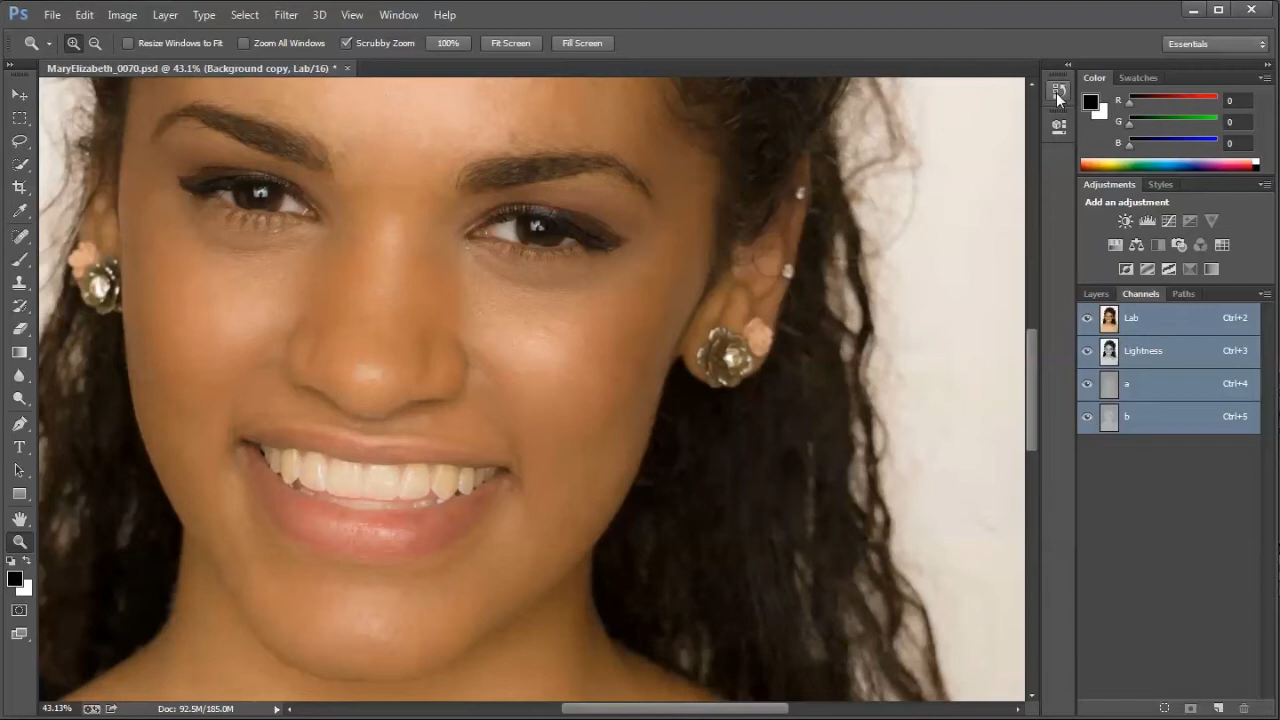 Ps File Edit Image Layer Type Select Filter 3D View Window Help
Resize Windows to Fit Zoom All Windows Scrubby Zoom 100% Fit Screen Fill Screen Essentials
MaryElizabeth_0070.psd @ 43.1% (Background copy, Lab/16) * ×
Color Swatches
R 0
G 0
B 0
Adjustments Styles
Add an adjustment
Layers Channels Paths
Lab Ctrl+2
Lightness Ctrl+3
a Ctrl+4
b Ctrl+5
43.13% Doc: 92.5M/185.0M